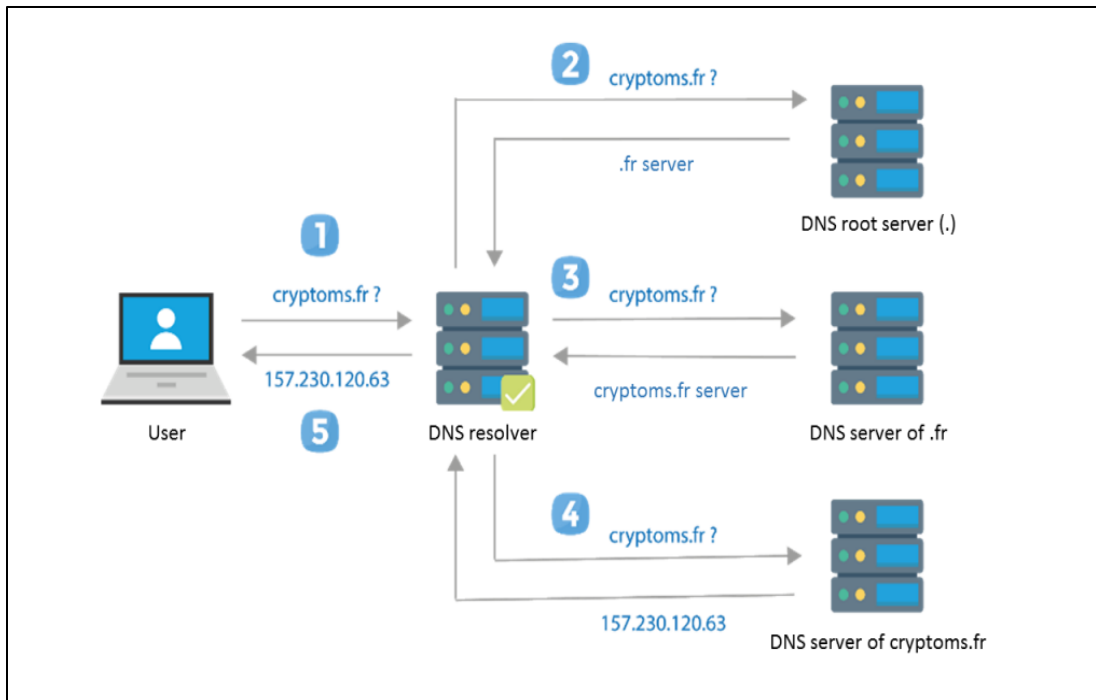 2
cryptoms.fr ?
.fr server
DNS root server (.)
1
cryptoms.fr ?
157.230.120.63
5
User
DNS resolver
3
cryptoms.fr ?
cryptoms.fr server
DNS server of .fr
4
cryptoms.fr ?
157.230.120.63
DNS server of cryptoms.fr